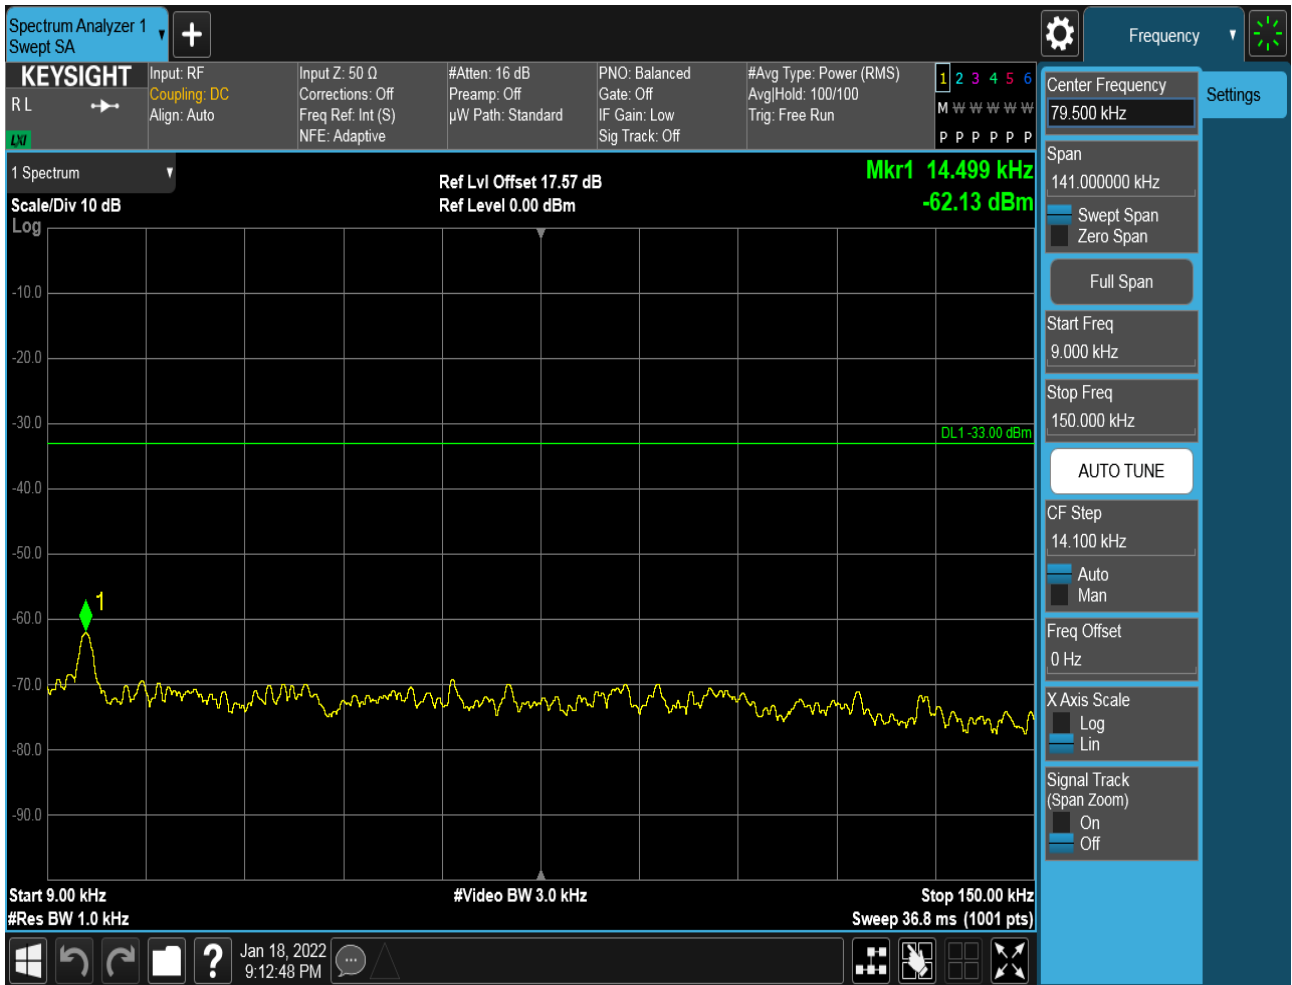 Spectrum Analyzer 1
Swept SA
Frequency
KEYSIGHT
R L
LXI
Input: RF
Coupling: DC
Align: Auto
Input Z: 50 Ω
Corrections: Off
Freq Ref: Int (S)
NFE: Adaptive
#Atten: 16 dB
Preamp: Off
µW Path: Standard
PNO: Balanced
Gate: Off
IF Gain: Low
Sig Track: Off
#Avg Type: Power (RMS)
Avg|Hold: 100/100
Trig: Free Run
1 2 3 4 5 6
M W W W W W
P P P P P P
1 Spectrum
Scale/Div 10 dB
Log
Ref Lvl Offset 17.57 dB
Ref Level 0.00 dBm
Mkr1 14.499 kHz
-62.13 dBm
-10.0
-20.0
-30.0
DL1 -33.00 dBm
-40.0
-50.0
1
-60.0
-70.0
-80.0
-90.0
Start 9.00 kHz
#Res BW 1.0 kHz
#Video BW 3.0 kHz
Stop 150.00 kHz
Sweep 36.8 ms (1001 pts)
Center Frequency
79.500 kHz
Settings
Span
141.000000 kHz
Swept Span
Zero Span
Full Span
Start Freq
9.000 kHz
Stop Freq
150.000 kHz
AUTO TUNE
CF Step
14.100 kHz
Auto
Man
Freq Offset
0 Hz
X Axis Scale
Log
Lin
Signal Track
(Span Zoom)
On
Off
?
Jan 18, 2022
9:12:48 PM